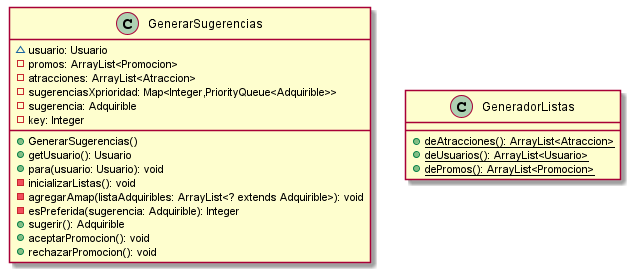 C GenerarSugerencias
usuario: Usuario
promos: ArrayList<Promocion>
atracciones: ArrayList<Atraccion>
sugerenciasXprioridad: Map<Integer,PriorityQueue<Adquirible>>
sugerencia: Adquirible
key: Integer
GenerarSugerencias()
getUsuario(): Usuario
para(usuario: Usuario): void
inicializarListas(): void
agregarAmap(listaAdquiribles: ArrayList<? extends Adquirible>): void
esPreferida(sugerencia: Adquirible): Integer
sugerir(): Adquirible
aceptarPromocion(): void
rechazarPromocion(): void
C GeneradorListas
deAtracciones(): ArrayList<Atraccion>
deUsuarios(): ArrayList<Usuario>
dePromos(): ArrayList<Promocion>